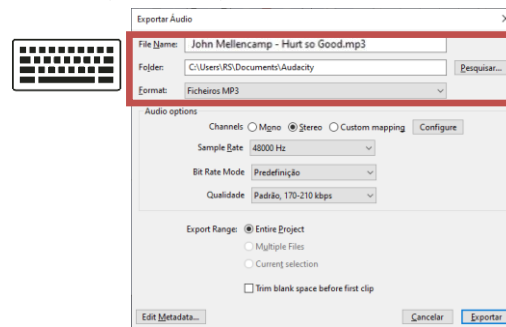 Exportar Áudio
File Name: John Mellencamp - Hurt so Good.mp3
Folder: C:\Users\RS\Documents\Audacity Pesquisar...
Format: Ficheiros MP3
Audio options
Channels Mono Stereo Custom mapping Configure
Sample Rate 48000 Hz
Bit Rate Mode Predefinição
Qualidade Padrão, 170-210 kbps
Export Range: Entire Project
Multiple Files
Current selection
Trim blank space before first clip
Edit Metadata... Cancelar Exportar